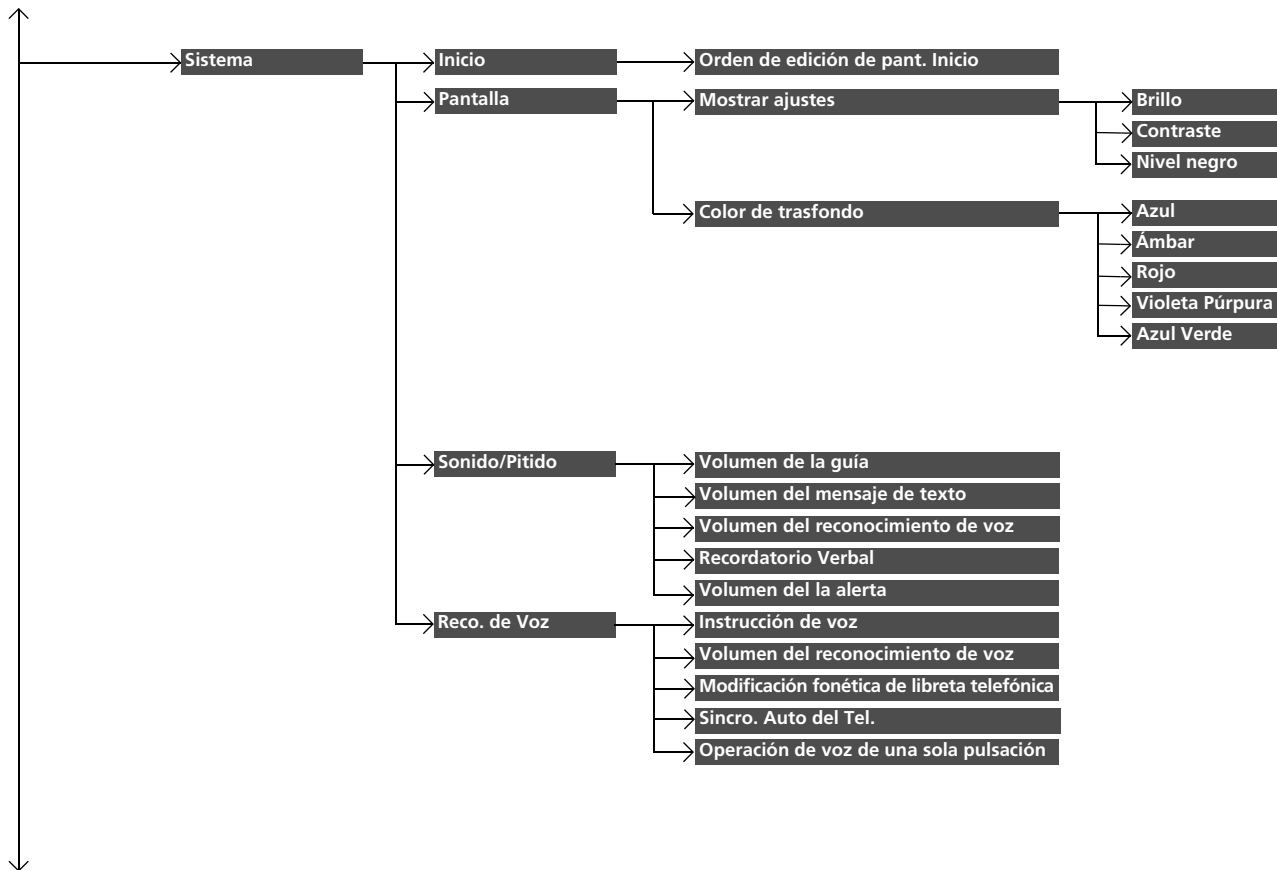 Sistema
Inicio
Orden de edición de pant. Inicio
Pantalla
Mostrar ajustes
Brillo
Contraste
Nivel negro
Color de trasfondo
Azul
Ámbar
Rojo
Violeta Púrpura
Azul Verde
Sonido/Pitido
Volumen de la guía
Volumen del mensaje de texto
Volumen del reconocimiento de voz
Recordatorio Verbal
Volumen del la alerta
Reco. de Voz
Instrucción de voz
Volumen del reconocimiento de voz
Modificación fonética de libreta telefónica
Sincro. Auto del Tel.
Operación de voz de una sola pulsación